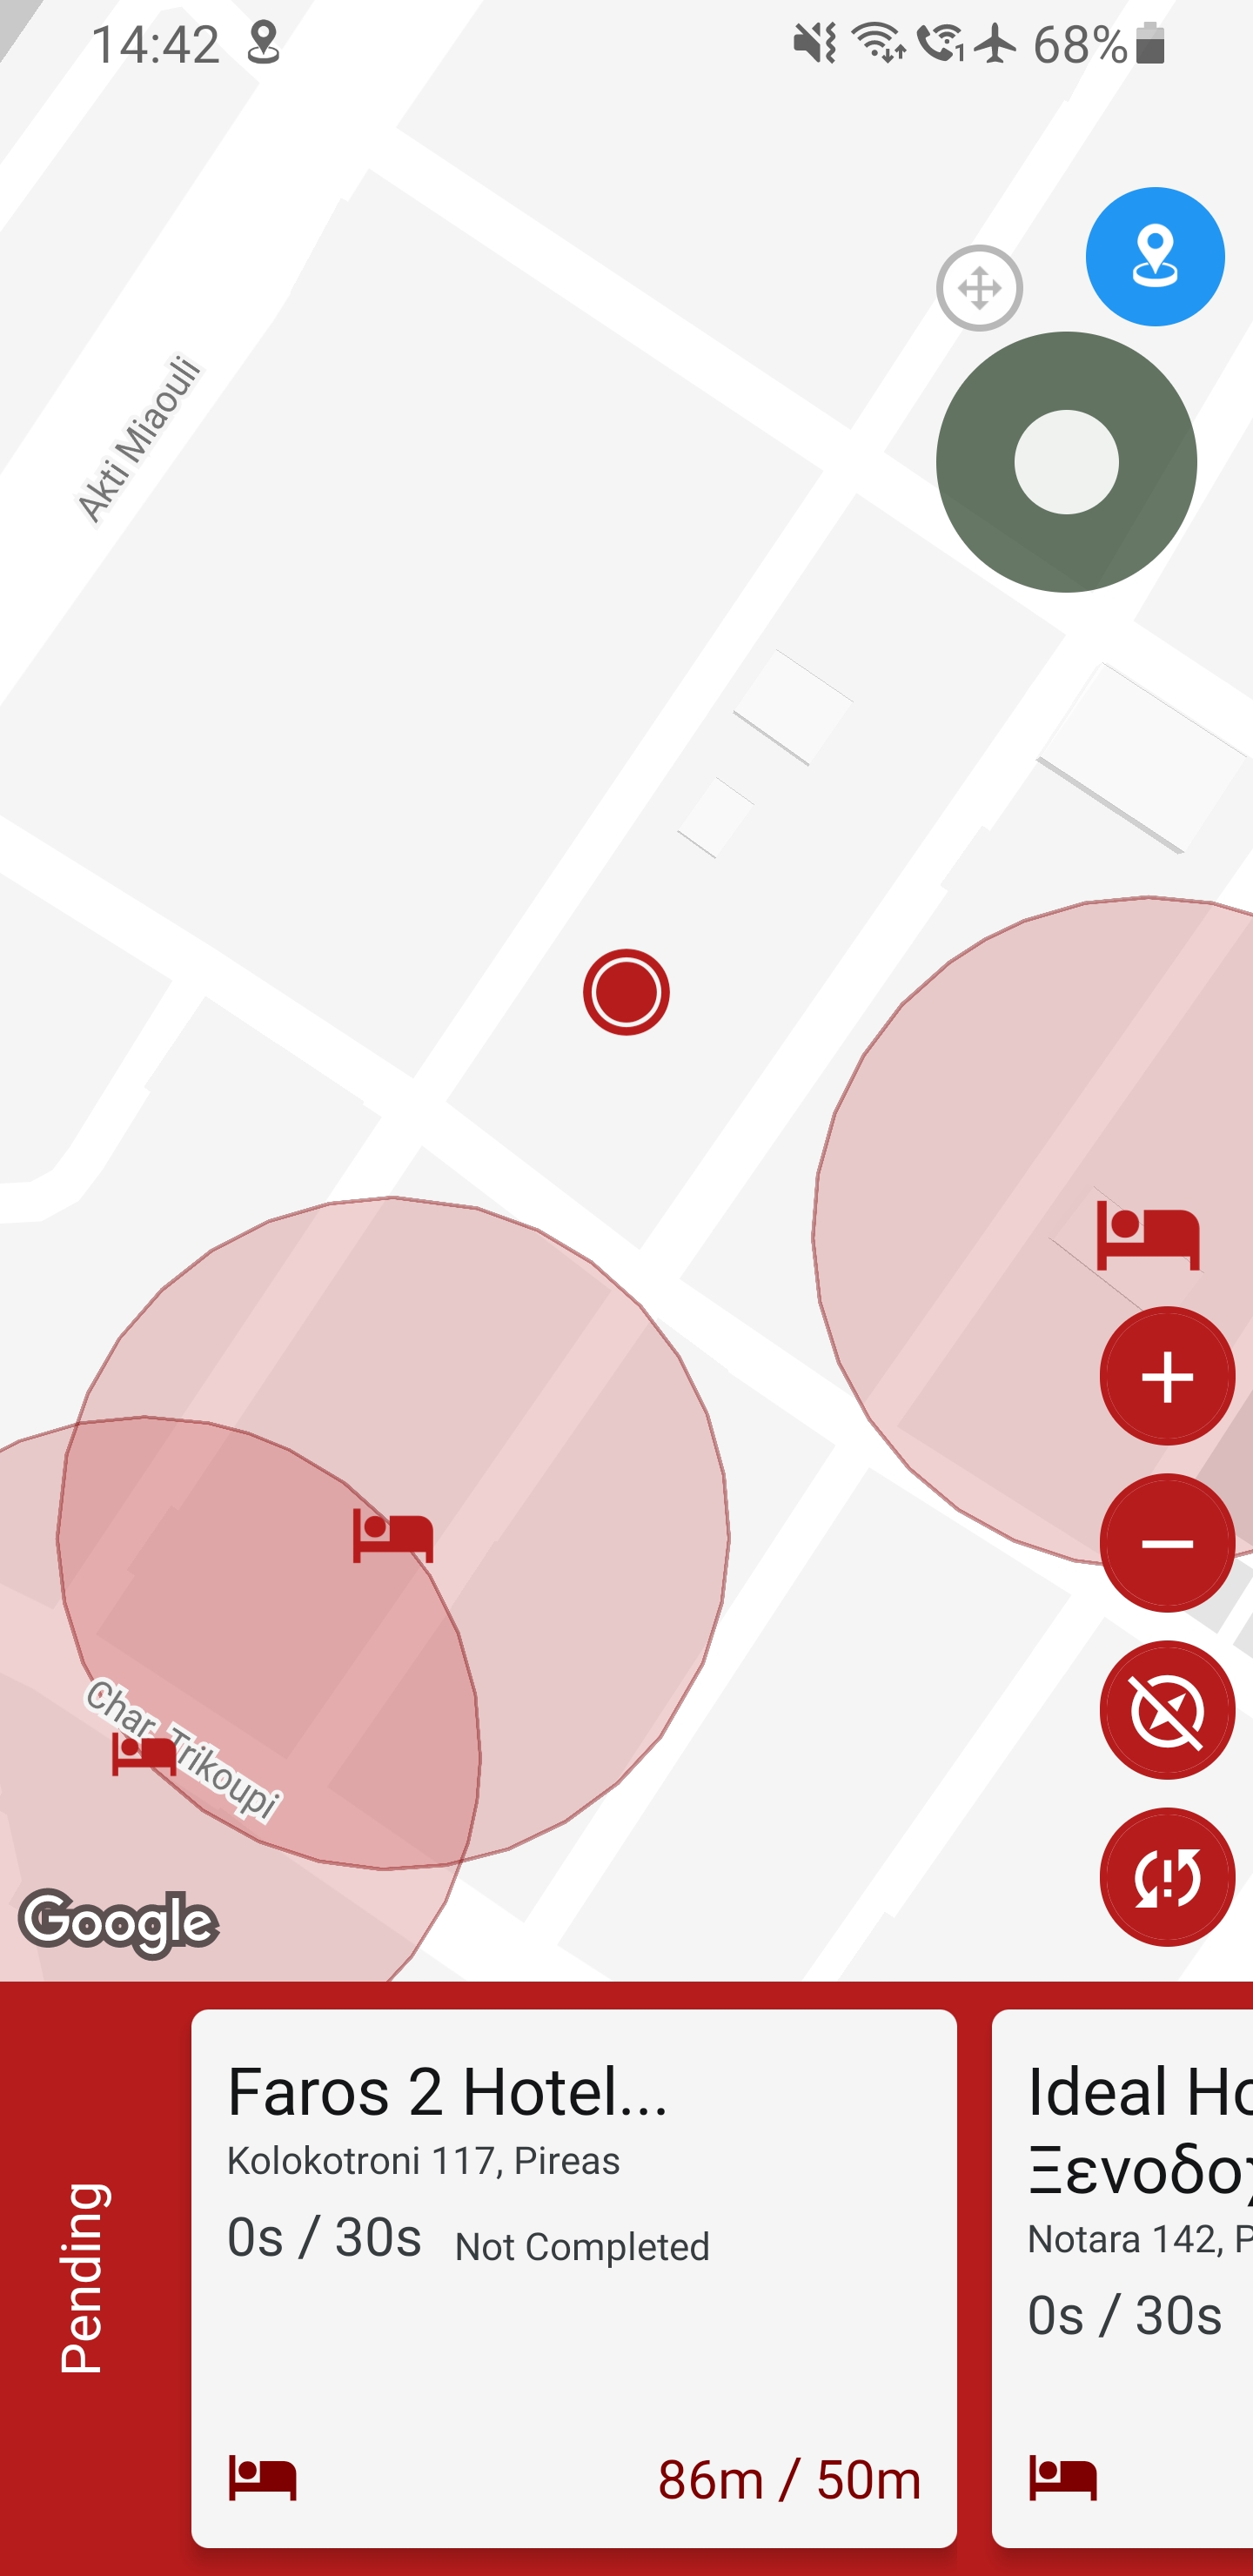 14:42
1
68%
Akti Miaouli
Char. Trikoupi
Google
Pending
Faros 2 Hotel...
Kolokotroni 117, Pireas
0s / 30s Not Completed
86m / 50m
Ideal Ho
Ξενοδο
Notara 142, P
0s / 30s